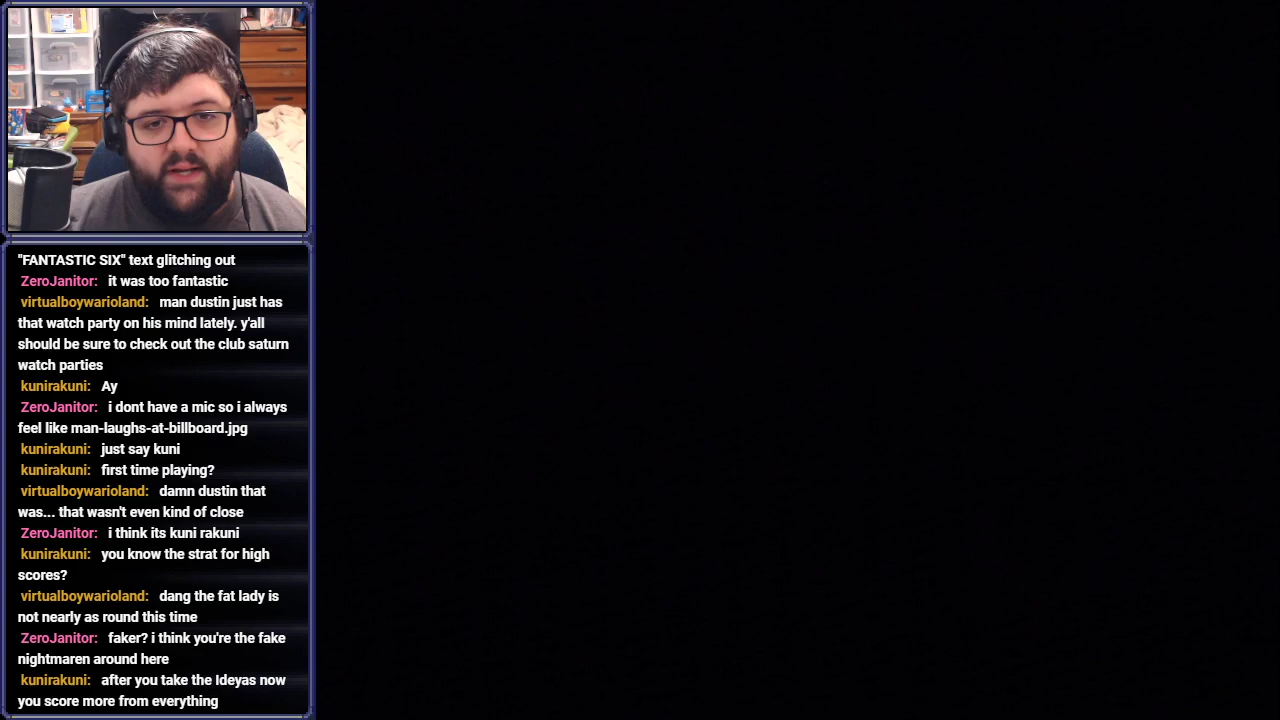 "FANTASTIC SIX" text glitching out
ZeroJanitor: it was too fantastic
virtualboywarioland: man dustin just has
that watch party on his mind lately. y'all
should be sure to check out the club saturn
watch parties
kunirakuni: Ay
ZeroJanitor: i dont have a mic so i always
feel like man-laughs-at-billboard.jpg
kunirakuni: just say kuni
kunirakuni: first time playing?
virtualboywarioland: damn dustin that
was... that wasn't even kind of close
ZeroJanitor: i think its kuni rakuni
kunirakuni: you know the strat for high
scores?
virtualboywarioland: dang the fat lady is
not nearly as round this time
ZeroJanitor: faker? i think you're the fake
nightmaren around here
kunirakuni: after you take the Ideyas now
you score more from everything